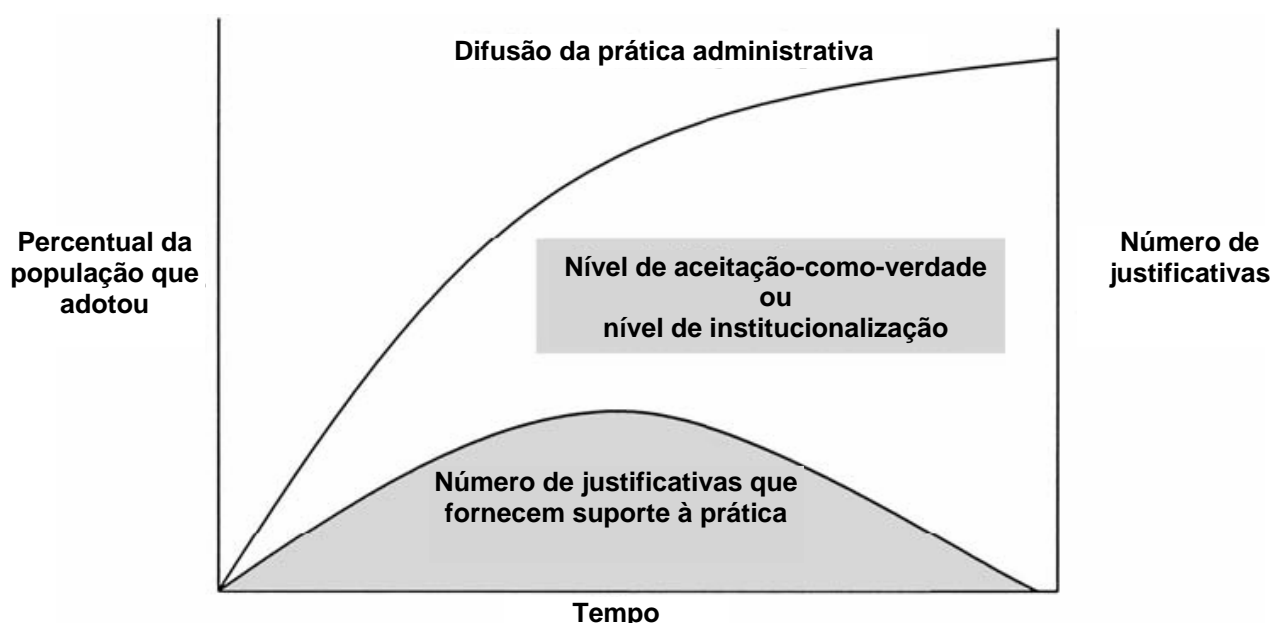 Difusão da prática administrativa
Percentual da
população que
adotou
Nível de aceitação-como-verdade
ou
nível de institucionalização
Número de
justificativas
Número de justificativas que
fornecem suporte à prática
Tempo